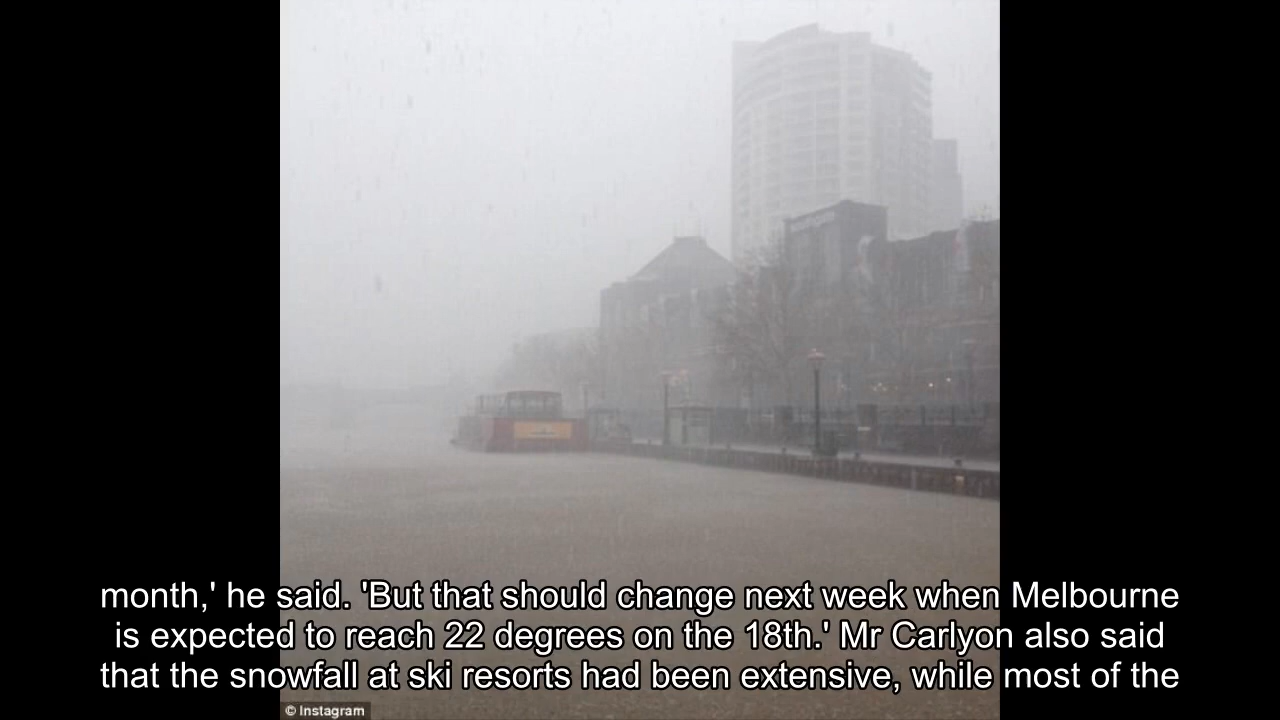 month,' he said. 'But that should change next week when Melbourne
is expected to reach 22 degrees on the 18th.' Mr Carlyon also said
that the snowfall at ski resorts had been extensive, while most of the
© Instagram